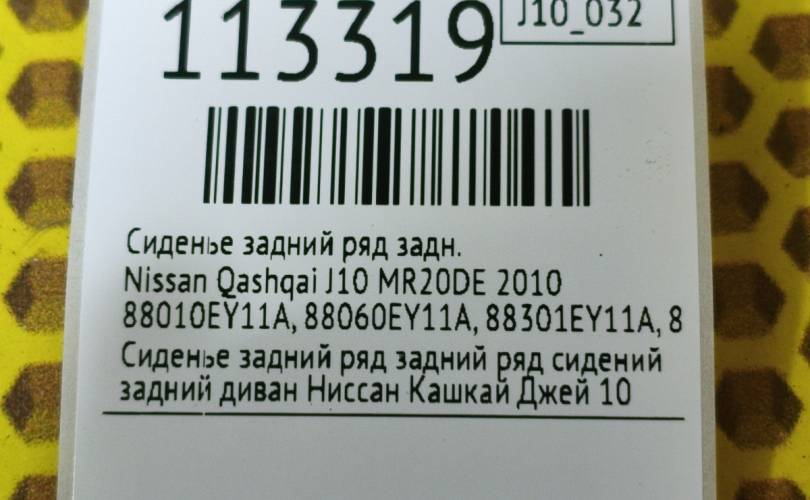 113319
J10_032
Сиденье задний ряд задн.
Nissan Qashqai J10 MR20DE 2010
88010EY11A, 88060EY11A, 88301EY11A, 8
Сиденье задний ряд задний ряд сидений
задний диван Ниссан Кашкай Джей 10